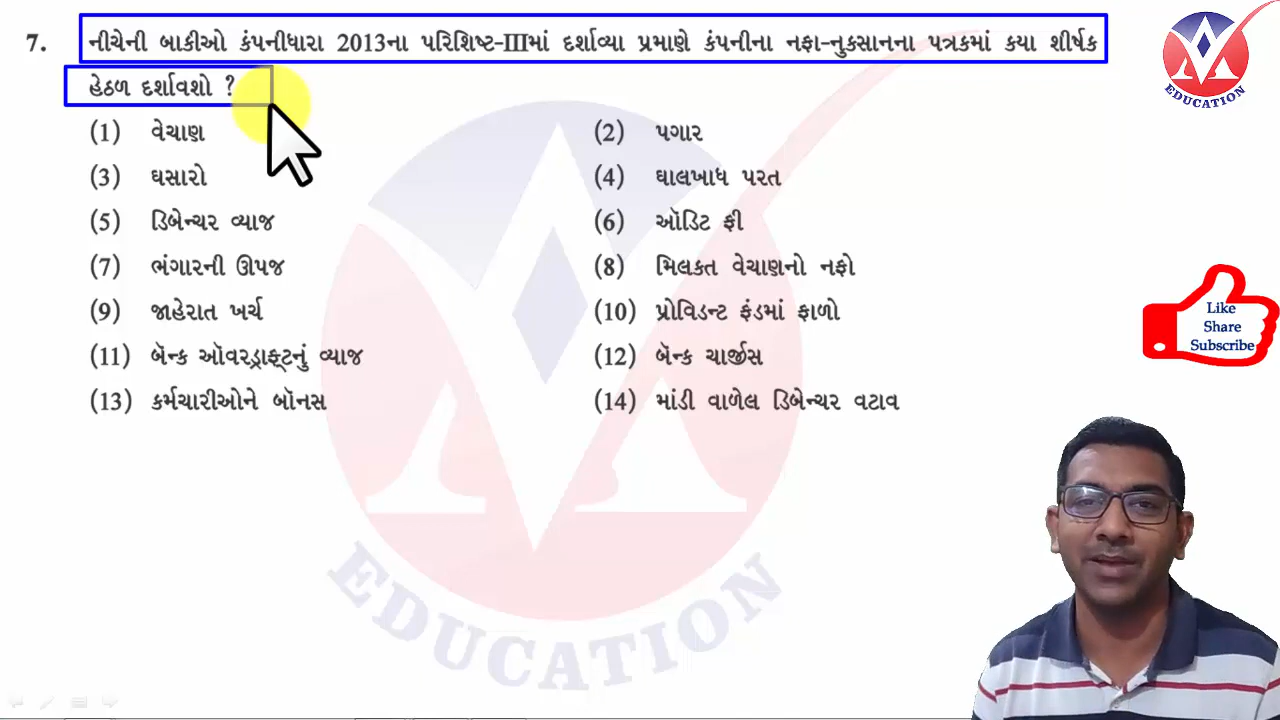 7. નીચેની બાકીઓ કંપનીધારા 2013ના પરિશિષ્ટ-IIIમાં દર્શાવ્યા પ્રમાણે કંપનીના નફા-નુકસાનના પત્રકમાં કયા શીર્ષક
હેઠળ દર્શાવશો ?
(1) વેચાણ
(2) પગાર
(3) ઘસારો
(4) ઘાલખાધ પરત
(5) ડિબેન્ચર વ્યાજ
(6) ઑડિટ ફી
(7) ભંગારની ઊપજ
(8) મિલકત વેચાણનો નફો
(9) જાહેરાત ખર્ચ
(10) પ્રોવિડન્ટ ફંડમાં ફાળો
(11) બૅન્ક ઑવરડ્રાફ્ટનું વ્યાજ
(12) બૅન્ક ચાર્જીસ
(13) કર્મચારીઓને બૉનસ
(14) માંડી વાળેલ ડિબેન્ચર વટાવ
EDUCATION
Like
Share
Subscribe
EDUCATION